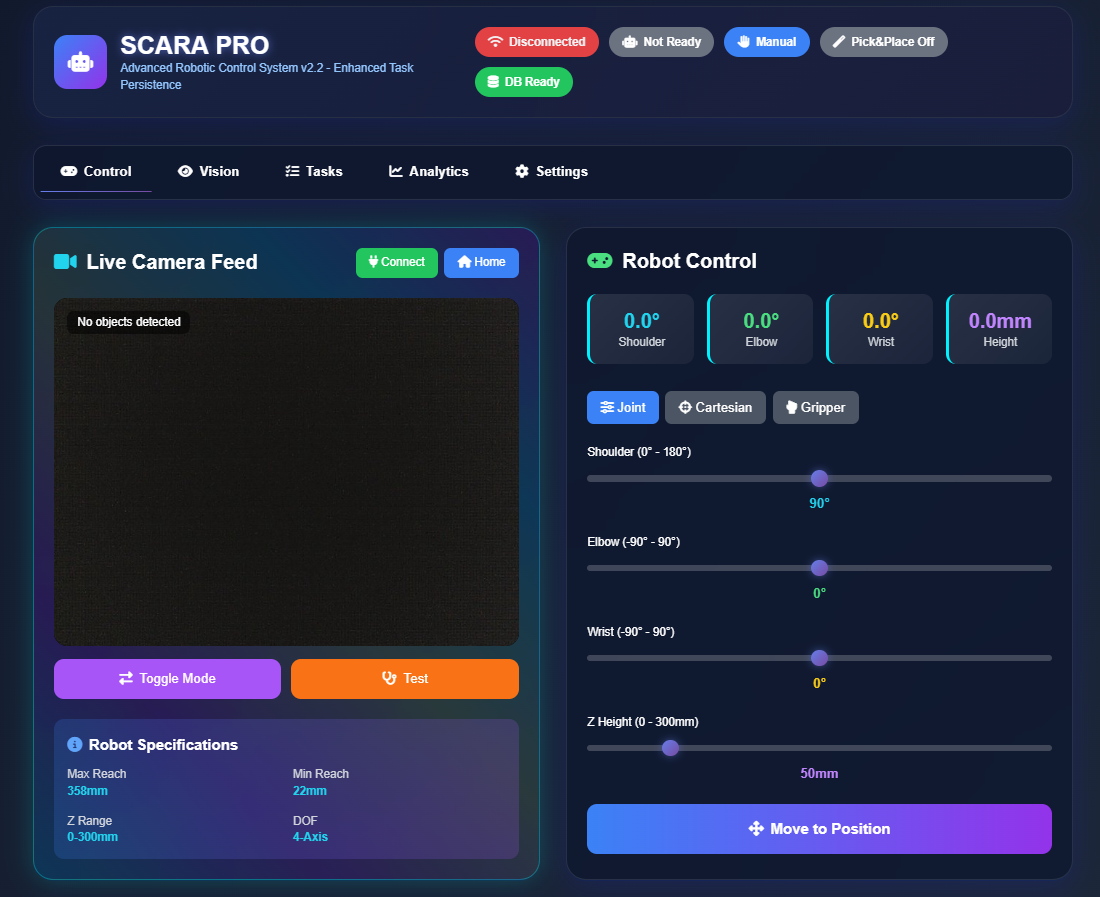 SCARA PRO
Advanced Robotic Control System v2.2 - Enhanced Task
Persistence
Disconnected
Not Ready
Manual
Pick&Place Off
DB Ready
Control
Vision
Tasks
Analytics
Settings
Live Camera Feed
Connect
Home
No objects detected
Toggle Mode
Test
Robot Specifications
Max Reach
358mm
Min Reach
22mm
Z Range
0-300mm
DOF
4-Axis
Robot Control
0.0°
Shoulder
0.0°
Elbow
0.0°
Wrist
0.0mm
Height
Joint
Cartesian
Gripper
Shoulder (0° - 180°)
90°
Elbow (-90° - 90°)
0°
Wrist (-90° - 90°)
0°
Z Height (0 - 300mm)
50mm
Move to Position